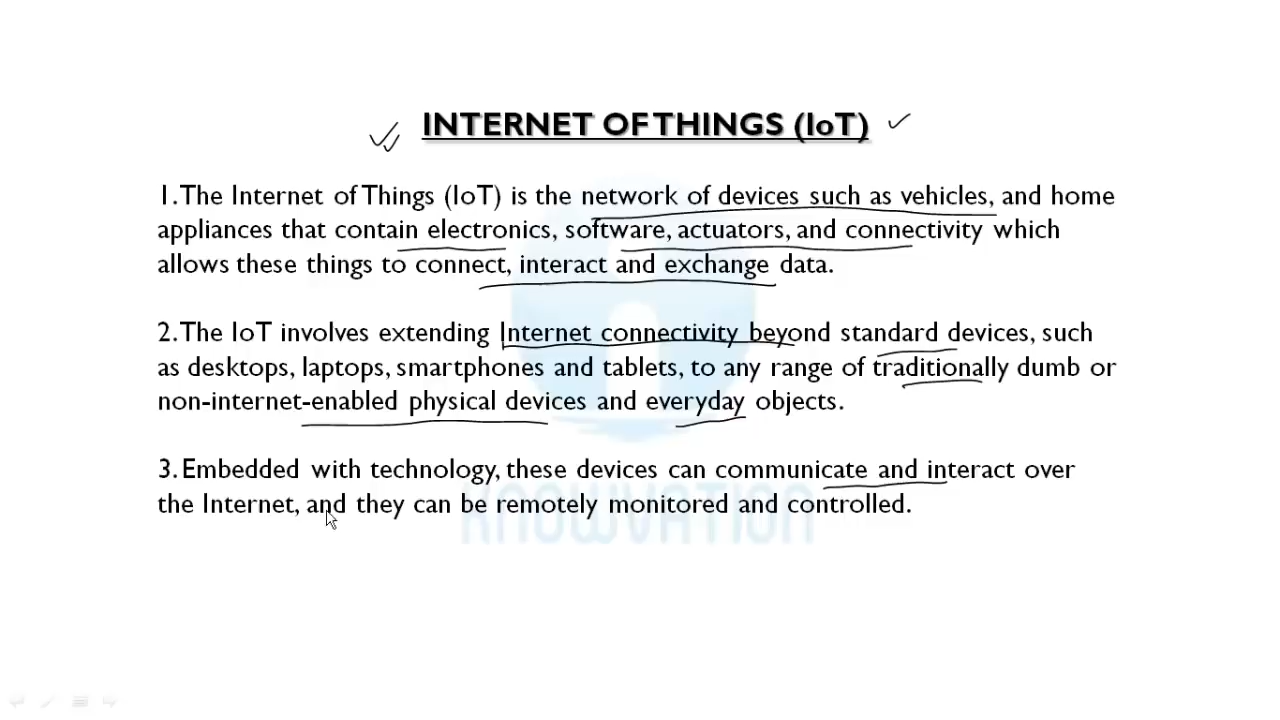 INTERNET OF THINGS (IoT)
1. The Internet of Things (IoT) is the network of devices such as vehicles, and home
appliances that contain electronics, software, actuators, and connectivity which
allows these things to connect, interact and exchange data.
2. The IoT involves extending Internet connectivity beyond standard devices, such
as desktops, laptops, smartphones and tablets, to any range of traditionally dumb or
non-internet-enabled physical devices and everyday objects.
3. Embedded with technology, these devices can communicate and interact over
the Internet, and they can be remotely monitored and controlled.
KNOWVATION